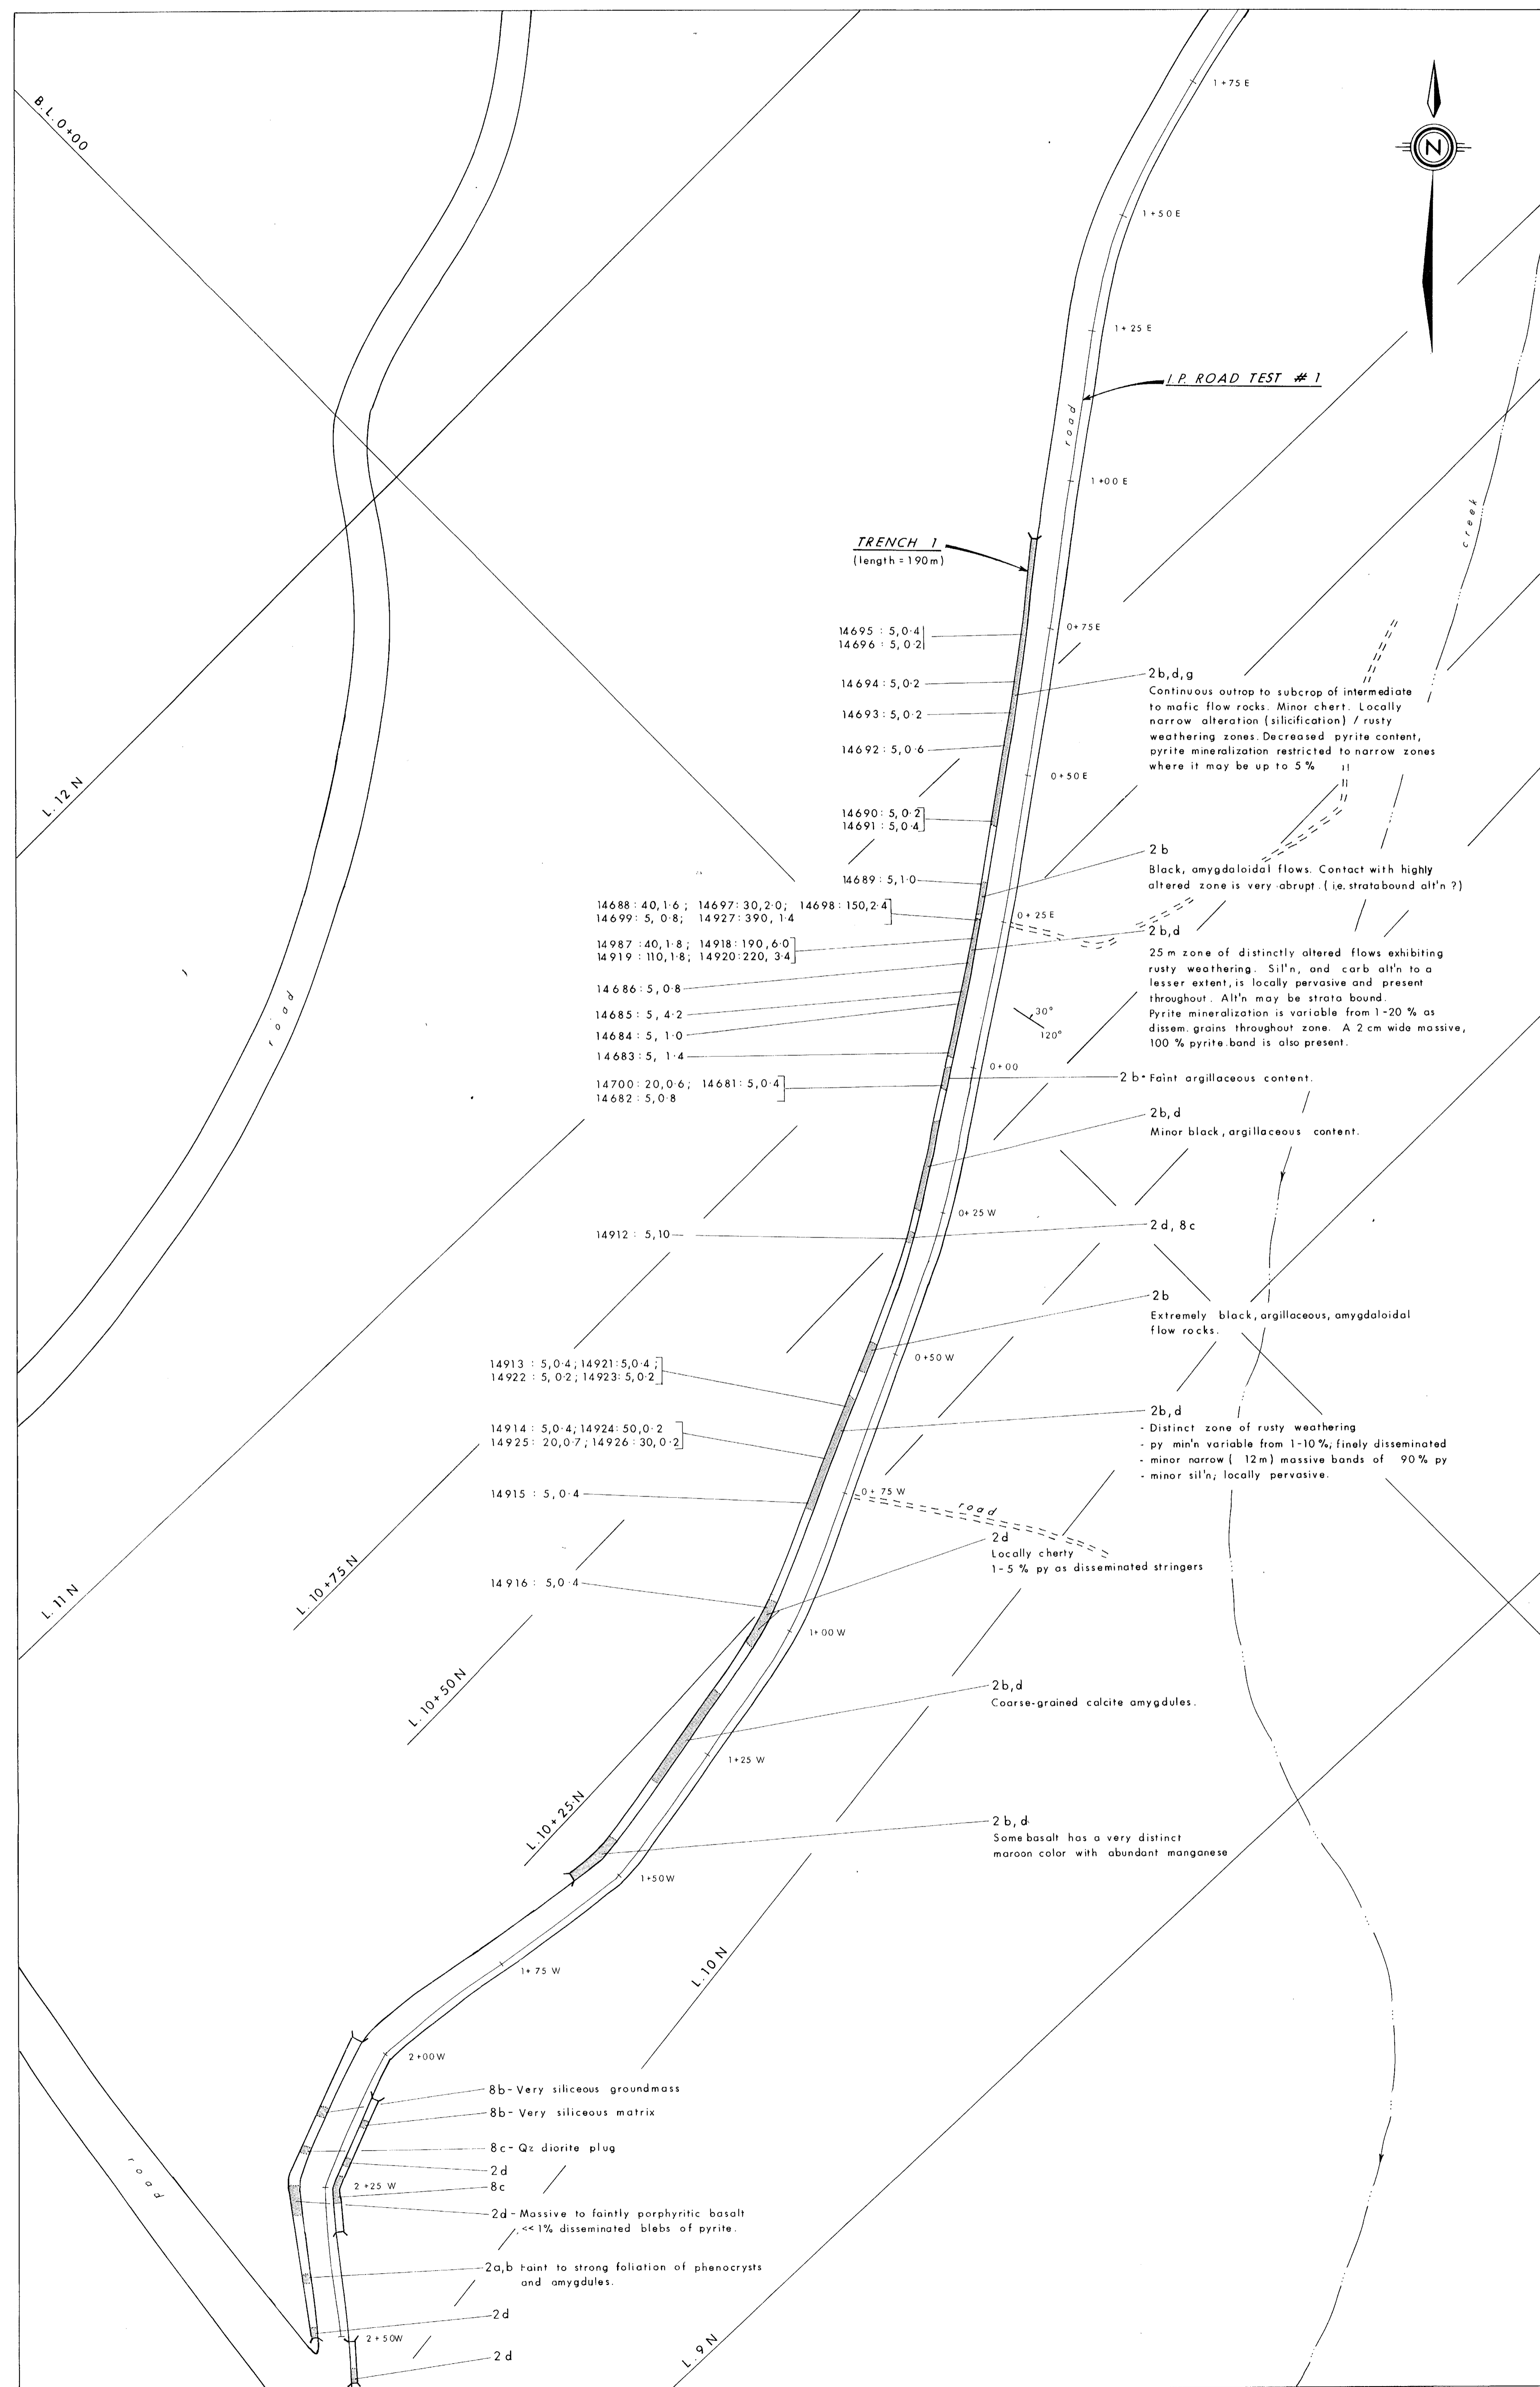 1+75 E
B.L. 0+00
N
1+50 E
1+25 E
I.P. ROAD TEST # 1
road
1+00 E
creek
TRENCH 1
(length = 190m)
14695 : 5, 0·4
14696 : 5, 0·2
0+75E
14694 : 5, 0·2
2b,d,g
Continuous outrop to subcrop of intermediate
to mafic flow rocks. Minor chert. Locally
narrow alteration (silicification) / rusty
weathering zones. Decreased pyrite content,
pyrite mineralization restricted to narrow zones
where it may be up to 5 %
14693 : 5, 0·2
14692 : 5, 0·6
0+50E
L. 12 N
14690 : 5, 0·2
14691 : 5, 0·4
2 b
Black, amygdaloidal flows. Contact with highly
altered zone is very abrupt. ( i.e. stratabound alt'n ?)
14689 : 5, 1·0
14688 : 40, 1·6 ; 14697 : 30, 2·0; 14698 : 150, 2·4
14699 : 5, 0·8; 14927 : 390, 1·4
0+25E
14987 : 40, 1·8; 14918 : 190, 6·0
14919 : 110, 1·8; 14920 : 220, 3·4
2b,d
25 m zone of distinctly altered flows exhibiting
rusty weathering. Sil'n, and carb alt'n to a
lesser extent, is locally pervasive and present
throughout. Alt'n may be strata bound.
Pyrite mineralization is variable from 1-20 % as
dissem. grains throughout zone. A 2 cm wide massive,
100 % pyrite band is also present.
14686 : 5, 0·8
road
14685 : 5, 4·2
30°
120°
14684 : 5, 1·0
14683 : 5, 1·4
0+00
14700 : 20, 0·6; 14681 : 5, 0·4
14682 : 5, 0·8
2 b - Faint argillaceous content.
2b, d
Minor black, argillaceous content.
0+25 W
14912 : 5, 10
2 d, 8 c
2 b
Extremely black, argillaceous, amygdaloidal
flow rocks.
0+50 W
14913 : 5, 0·4 ; 14921 : 5, 0·4 ;
14922 : 5, 0·2 ; 14923 : 5, 0·2
14914 : 5, 0·4; 14924 : 50, 0·2
14925 : 20, 0·7 ; 14926 : 30, 0·2
2b,d
- Distinct zone of rusty weathering
- py min'n variable from 1-10 %; finely disseminated
- minor narrow ( 12m) massive bands of 90 % py
- minor sil'n; locally pervasive.
14915 : 5, 0·4
0+75 W
road
2d
Locally cherty
1-5 % py as disseminated stringers
14916 : 5, 0·4
L. 11 N
L. 10+75 N
1+00 W
L. 10+50 N
2b,d
Coarse-grained calcite amygdules.
1+25 W
L. 10+25 N
2 b, d
Some basalt has a very distinct
maroon color with abundant manganese
1+50W
1+75 W
L. 10 N
2+00W
8b - Very siliceous groundmass
8b - Very siliceous matrix
8c - Qz diorite plug
road
2d
2+25 W
8c
2d - Massive to faintly porphyritic basalt
<< 1% disseminated blebs of pyrite.
2a,b Faint to strong foliation of phenocrysts
and amygdules.
2d
2+50W
2 d
L. 9 N